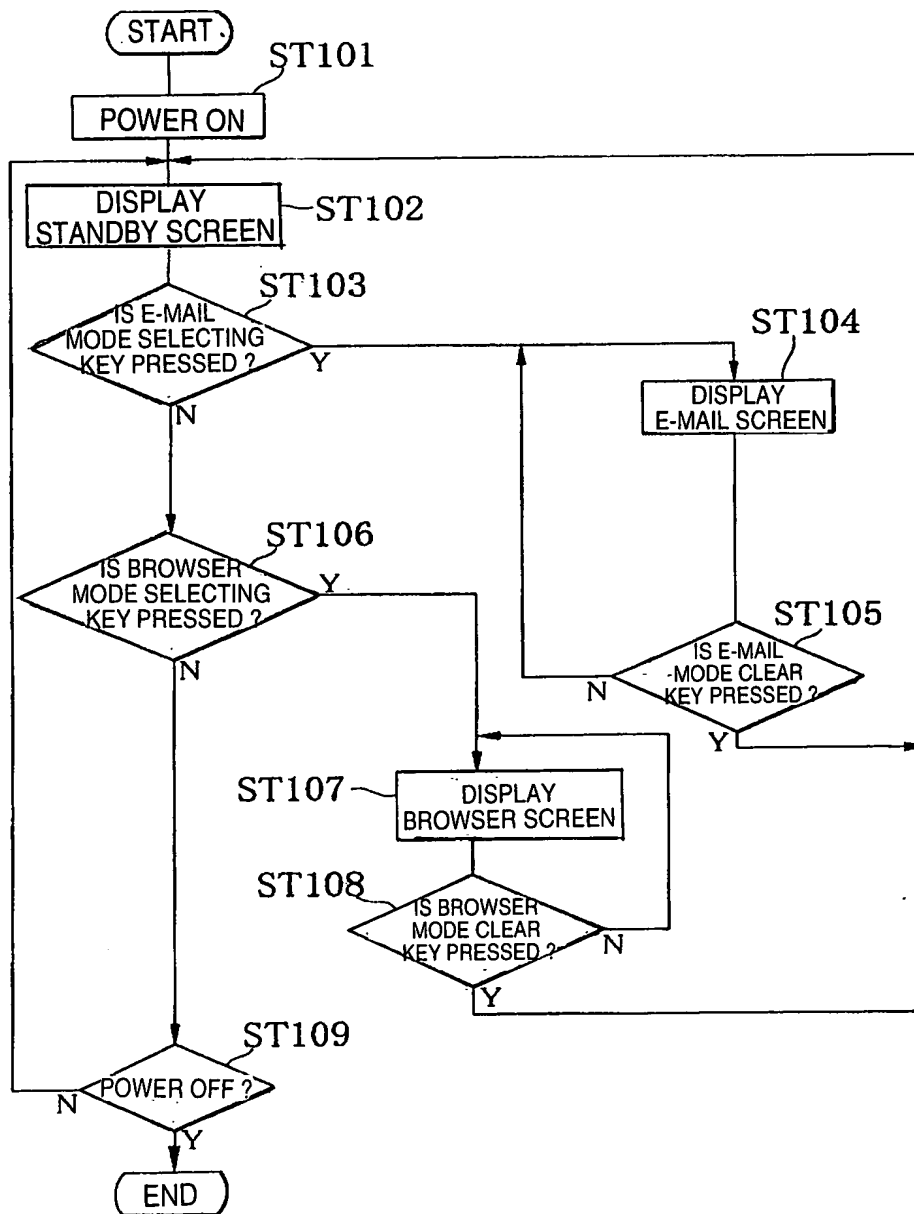 START
ST101
POWER ON
DISPLAY
STANDBY SCREEN
ST102
ST103
IS E-MAIL
MODE SELECTING
KEY PRESSED ?
Y
N
ST104
DISPLAY
E-MAIL SCREEN
ST106
IS BROWSER
MODE SELECTING
KEY PRESSED ?
Y
N
ST105
IS E-MAIL
MODE CLEAR
KEY PRESSED ?
N
Y
ST107
DISPLAY
BROWSER SCREEN
ST108
IS BROWSER
MODE CLEAR
KEY PRESSED ?
N
Y
ST109
POWER OFF ?
N
Y
END